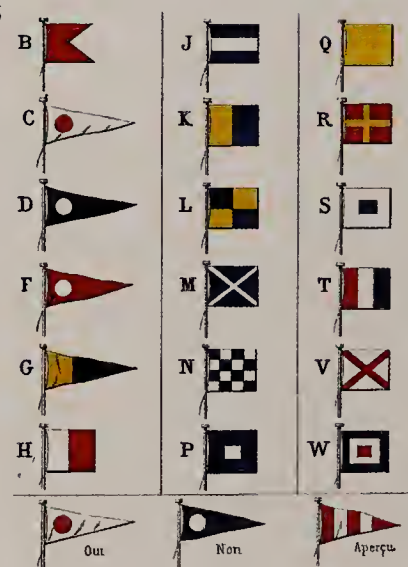 B J Q
C K R
D L S
F M T
G N V
H P W
Oui Non Aperçu